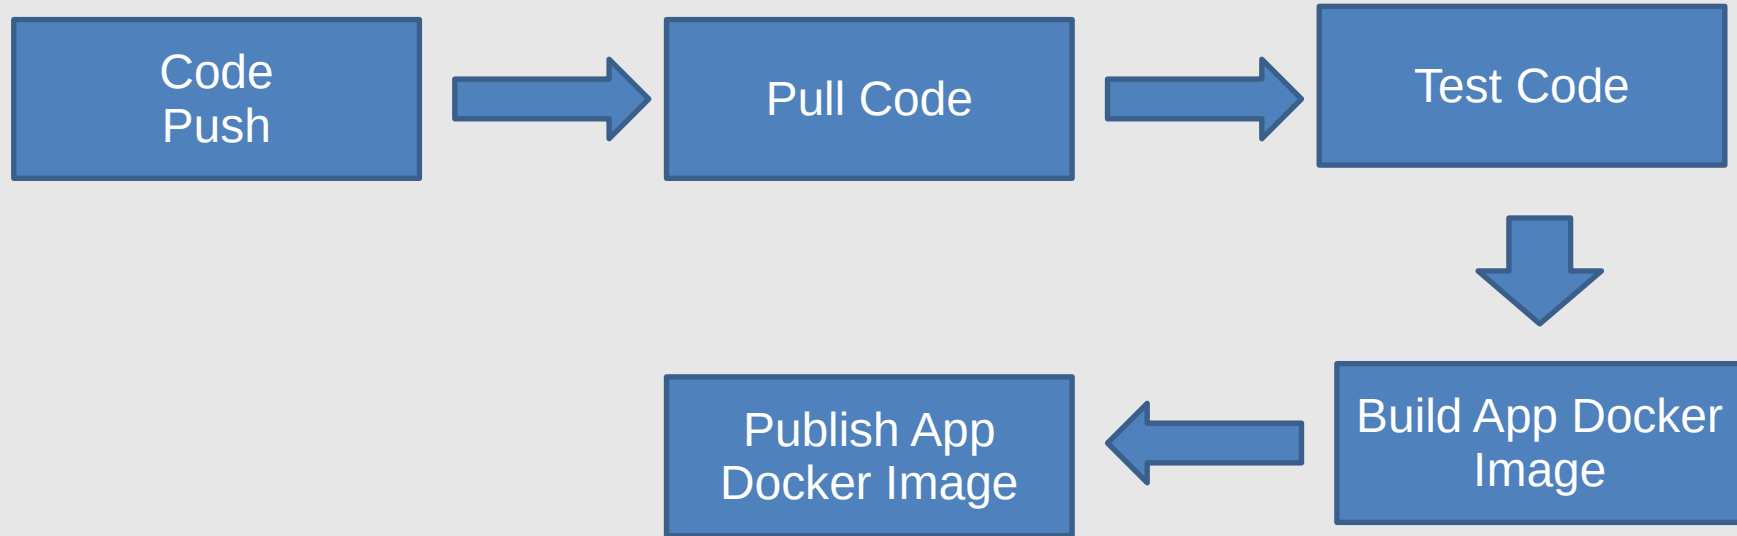 Code
Push
Pull Code
Test Code
Build App Docker
Image
Publish App
Docker Image